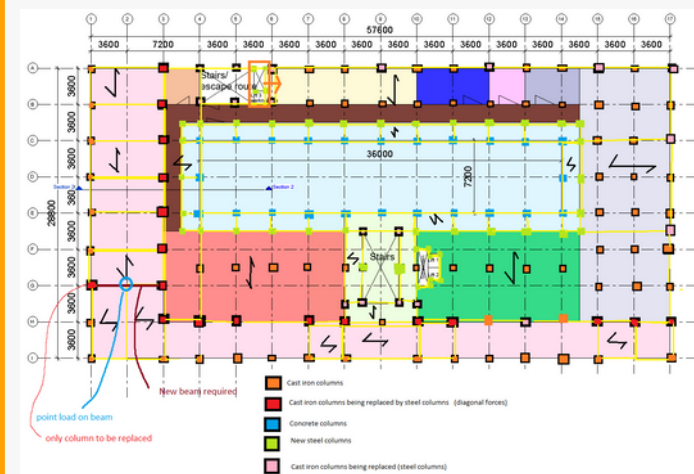 1 2 3 4 5 6 7 8 9 10 11 12 13 14 15 16 17
57600
3600 7200 3600 3600 3600 3600 3600 3600 3600 3600 3600 3600 3600 3600 3600
A
B
C
D
E
F
G
H
I
3600
3600
3600
3600
360
3600
3600
3600
28800
Stairs/
escape route
36000
7200
Section 2
Stairs
New beam required
point load on beam
only column to be replaced
Cast iron columns
Cast iron columns being replaced by steel columns (diagonal forces)
Concrete columns
New steel columns
Cast iron columns being replaced (steel columns)